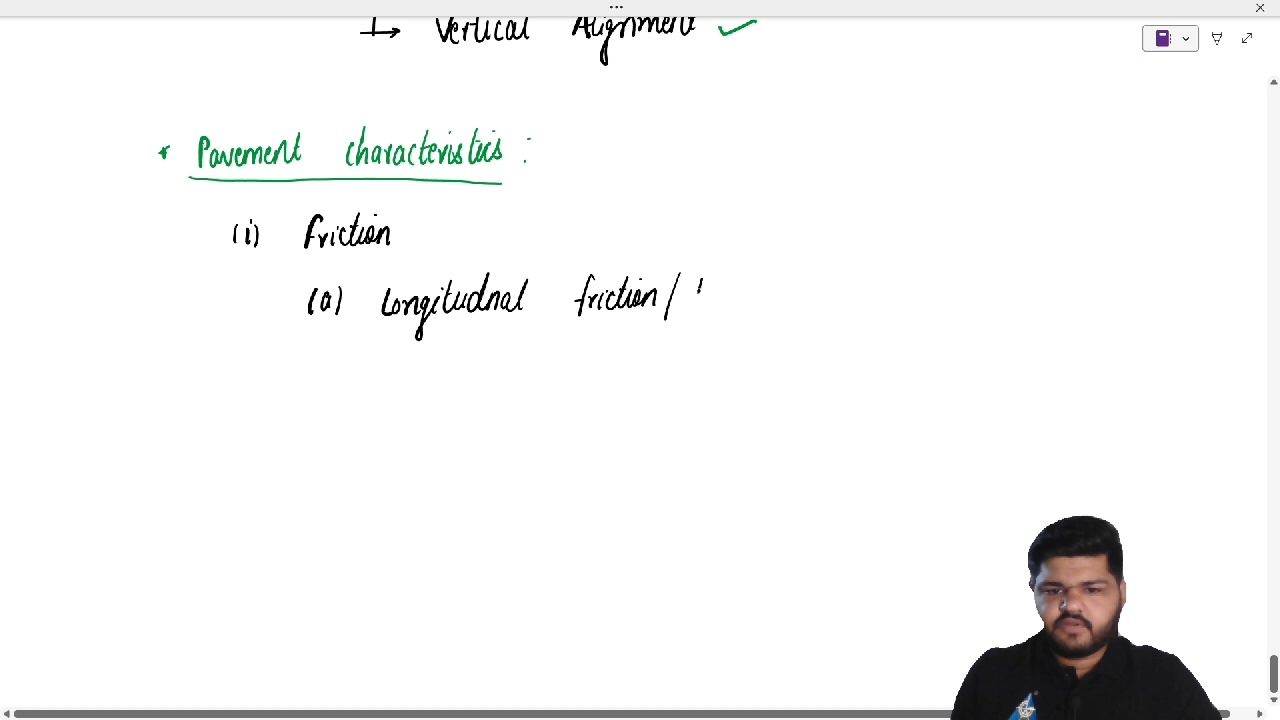 ↳ Vertical Alignment ✓
* Pavement characteristics :
(i) Friction
(a) Longitudnal friction /